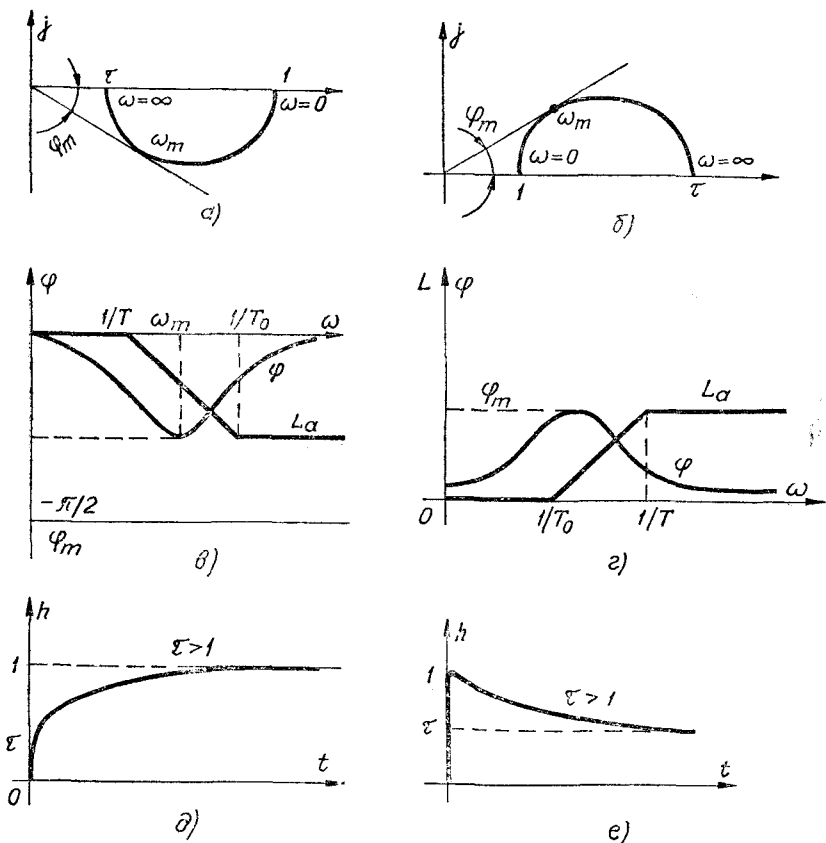 j
τ
1
ω=∞
ω=0
φm
ωm
а)
j
φm
ωm
ω=0
ω=∞
1
τ
б)
φ
1/T
ωm
1/T₀
ω
φ
La
-π/2
φm
в)
L φ
φm
La
φ
ω
0
1/T₀
1/T
г)
h
1
τ>1
τ
0
t
д)
h
1
τ>1
τ
t
е)